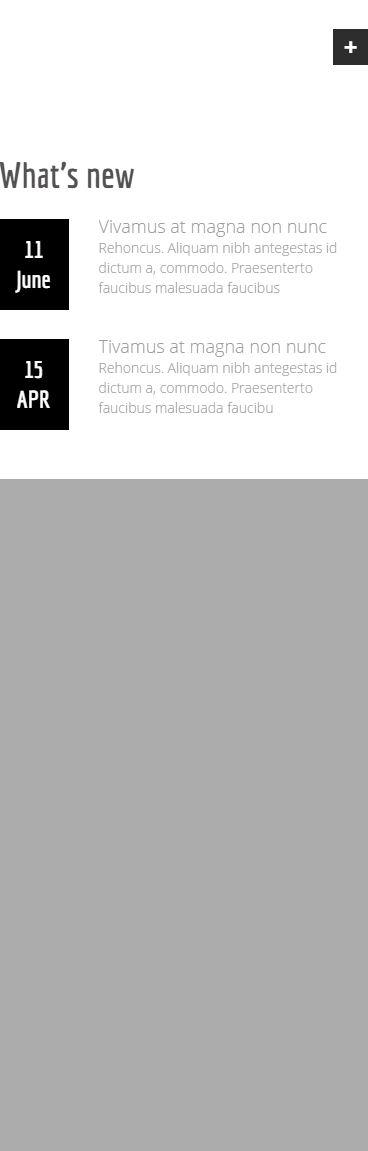 +
What's new
11
June
Vivamus at magna non nunc
Rehoncus. Aliquam nibh antegestas id
dictum a, commodo. Praesenterto
faucibus malesuada faucibus
15
APR
Tivamus at magna non nunc
Rehoncus. Aliquam nibh antegestas id
dictum a, commodo. Praesenterto
faucibus malesuada faucibu